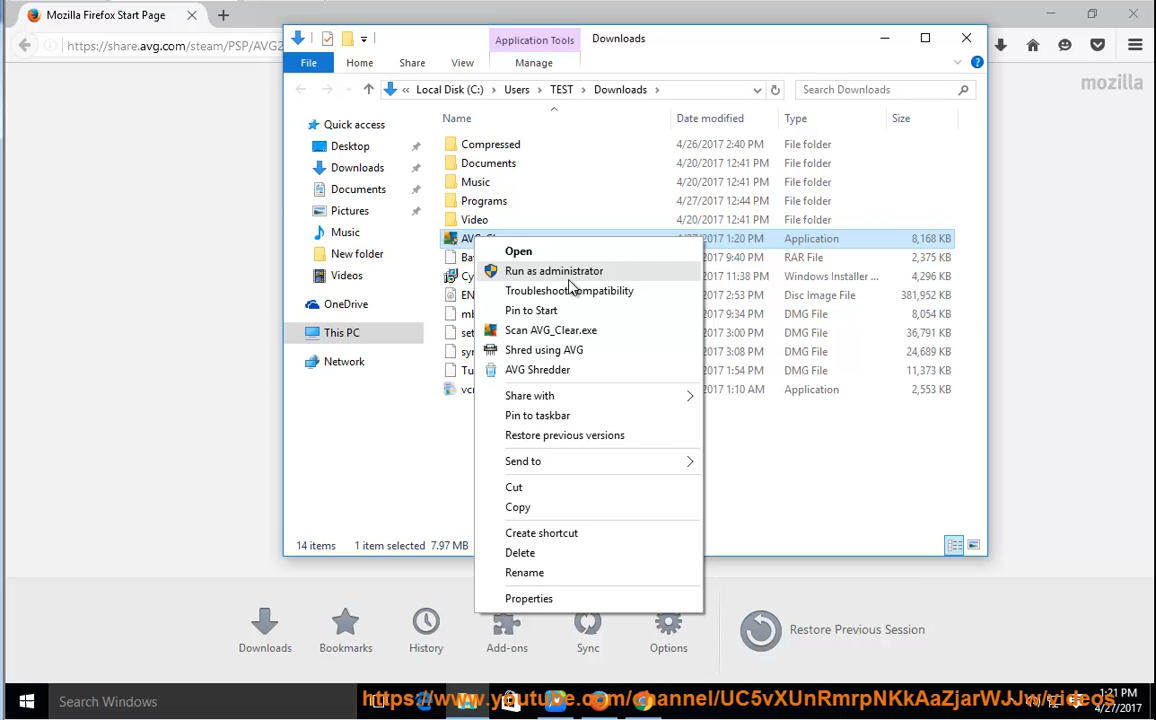 Mozilla Firefox Start Page
https://share.avg.com/steam/PSP/AVG2
mozilla
Application Tools
Downloads
File
Home
Share
View
Manage
« Local Disk (C:) > Users > TEST > Downloads >
Search Downloads
Name
Date modified
Type
Size
Quick access
Desktop
Downloads
Documents
Pictures
Music
New folder
Videos
OneDrive
This PC
Network
Compressed 4/26/2017 2:40 PM File folder
Documents 4/20/2017 12:41 PM File folder
Music 4/20/2017 12:41 PM File folder
Programs 4/27/2017 12:44 PM File folder
Video 4/20/2017 12:41 PM File folder
7/2017 1:20 PM Application 8,168 KB
Ba 2017 9:40 PM RAR File 2,375 KB
Cy 2017 11:38 PM Windows Installer ... 4,296 KB
EN 2017 2:53 PM Disc Image File 381,952 KB
mb 2017 9:34 PM DMG File 8,054 KB
set 2017 3:00 PM DMG File 36,791 KB
syn 2017 3:08 PM DMG File 24,689 KB
Tu 2017 1:54 PM DMG File 11,373 KB
vcr 2017 1:10 AM Application 2,553 KB
Open
Run as administrator
Troubleshoot compatibility
Pin to Start
Scan AVG_Clear.exe
Shred using AVG
AVG Shredder
Share with
Pin to taskbar
Restore previous versions
Send to
Cut
Copy
Create shortcut
Delete
Rename
Properties
14 items 1 item selected 7.97 MB
Downloads
Bookmarks
History
Add-ons
Sync
Options
Restore Previous Session
Search Windows
1:21 PM
4/27/2017